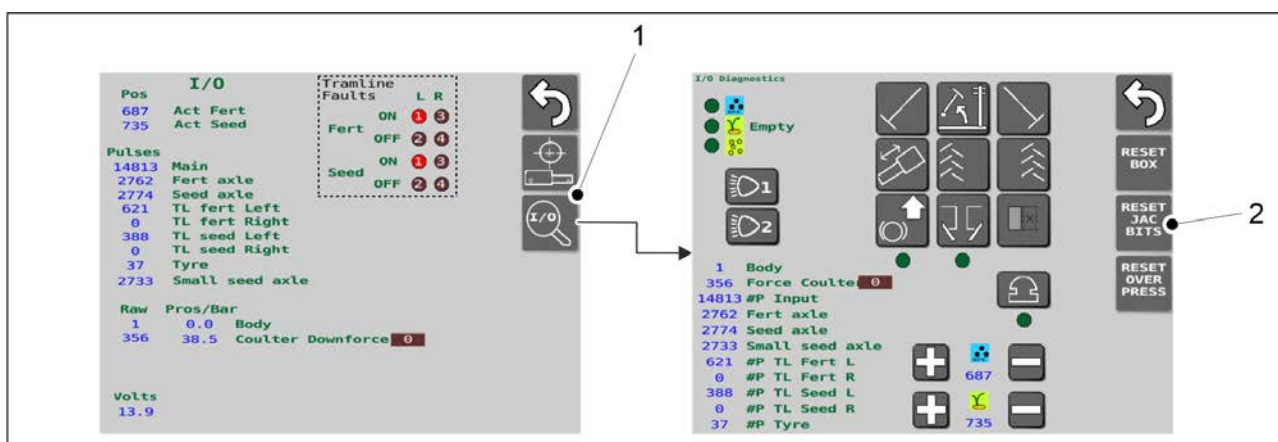 1
I/O
Pos
687 Act Fert
735 Act Seed
Pulses
14813 Main
2762 Fert axle
2774 Seed axle
621 TL fert Left
0 TL fert Right
388 TL seed Left
0 TL seed Right
37 Tyre
2733 Small seed axle
Raw Pros/Bar
1 0.0 Body
356 38.5 Coulter Downforce 0
Volts
13.9
Tramline
Faults L R
Fert ON 1 3
OFF 2 4
Seed ON 1 3
OFF 2 4
I/O
I/O Diagnostics
Empty
1
2
1 Body
356 Force Coulte 0
14813 #P Input
2762 Fert axle
2774 Seed axle
2733 Small seed axle
621 #P TL Fert L
0 #P TL Fert R
388 #P TL Seed L
0 #P TL Seed R
37 #P Tyre
687
735
RESET
BOX
RESET
JAC
BITS
RESET
OVER
PRESS
2